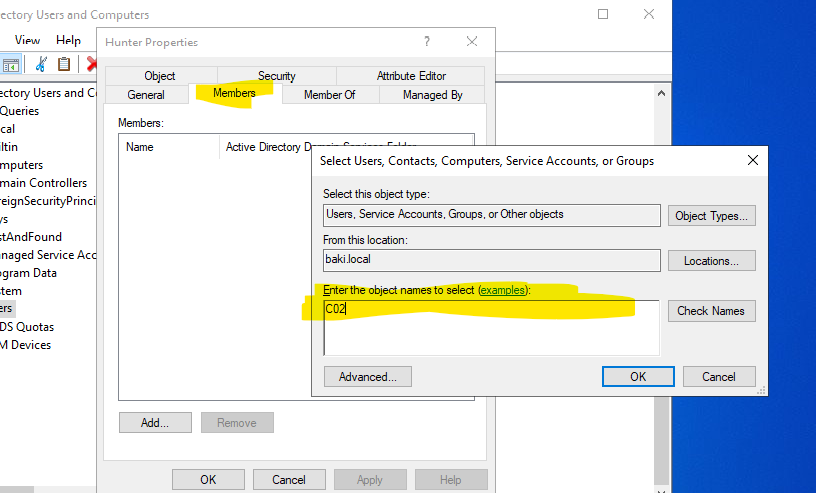 ectory Users and Computers
View Help
Hunter Properties
?
Object Security Attribute Editor
General Members Member Of Managed By
Members:
Name Active Directory Domain Services Folder
ectory Users and C
Queries
cal
iltin
mputers
main Controllers
reignSecurityPrinci
ys
stAndFound
anaged Service Acc
ogram Data
stem
ers
DS Quotas
M Devices
Select Users, Contacts, Computers, Service Accounts, or Groups
Select this object type:
Users, Service Accounts, Groups, or Other objects
Object Types...
From this location:
baki.local
Locations...
Enter the object names to select (examples):
C02
Check Names
Advanced...
OK
Cancel
Add...
Remove
OK
Cancel
Apply
Help